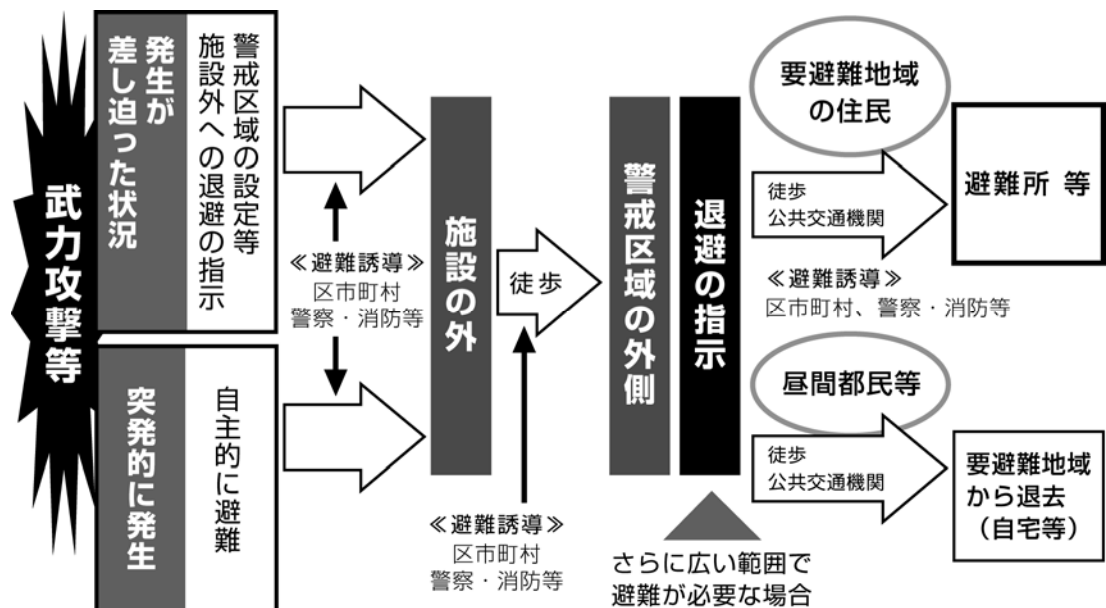 武力攻撃等
発生が
差し迫った状況
警戒区域の設定等
施設外への退避の指示
突発的に発生
自主的に避難
≪避難誘導≫
区市町村
警察・消防等
施設の外
徒歩
≪避難誘導≫
区市町村
警察・消防等
警戒区域の外側
退避の指示
さらに広い範囲で
避難が必要な場合
要避難地域
の住民
徒歩
公共交通機関
≪避難誘導≫
区市町村、警察・消防等
避難所 等
昼間都民等
徒歩
公共交通機関
要避難地域
から退去
（自宅等）